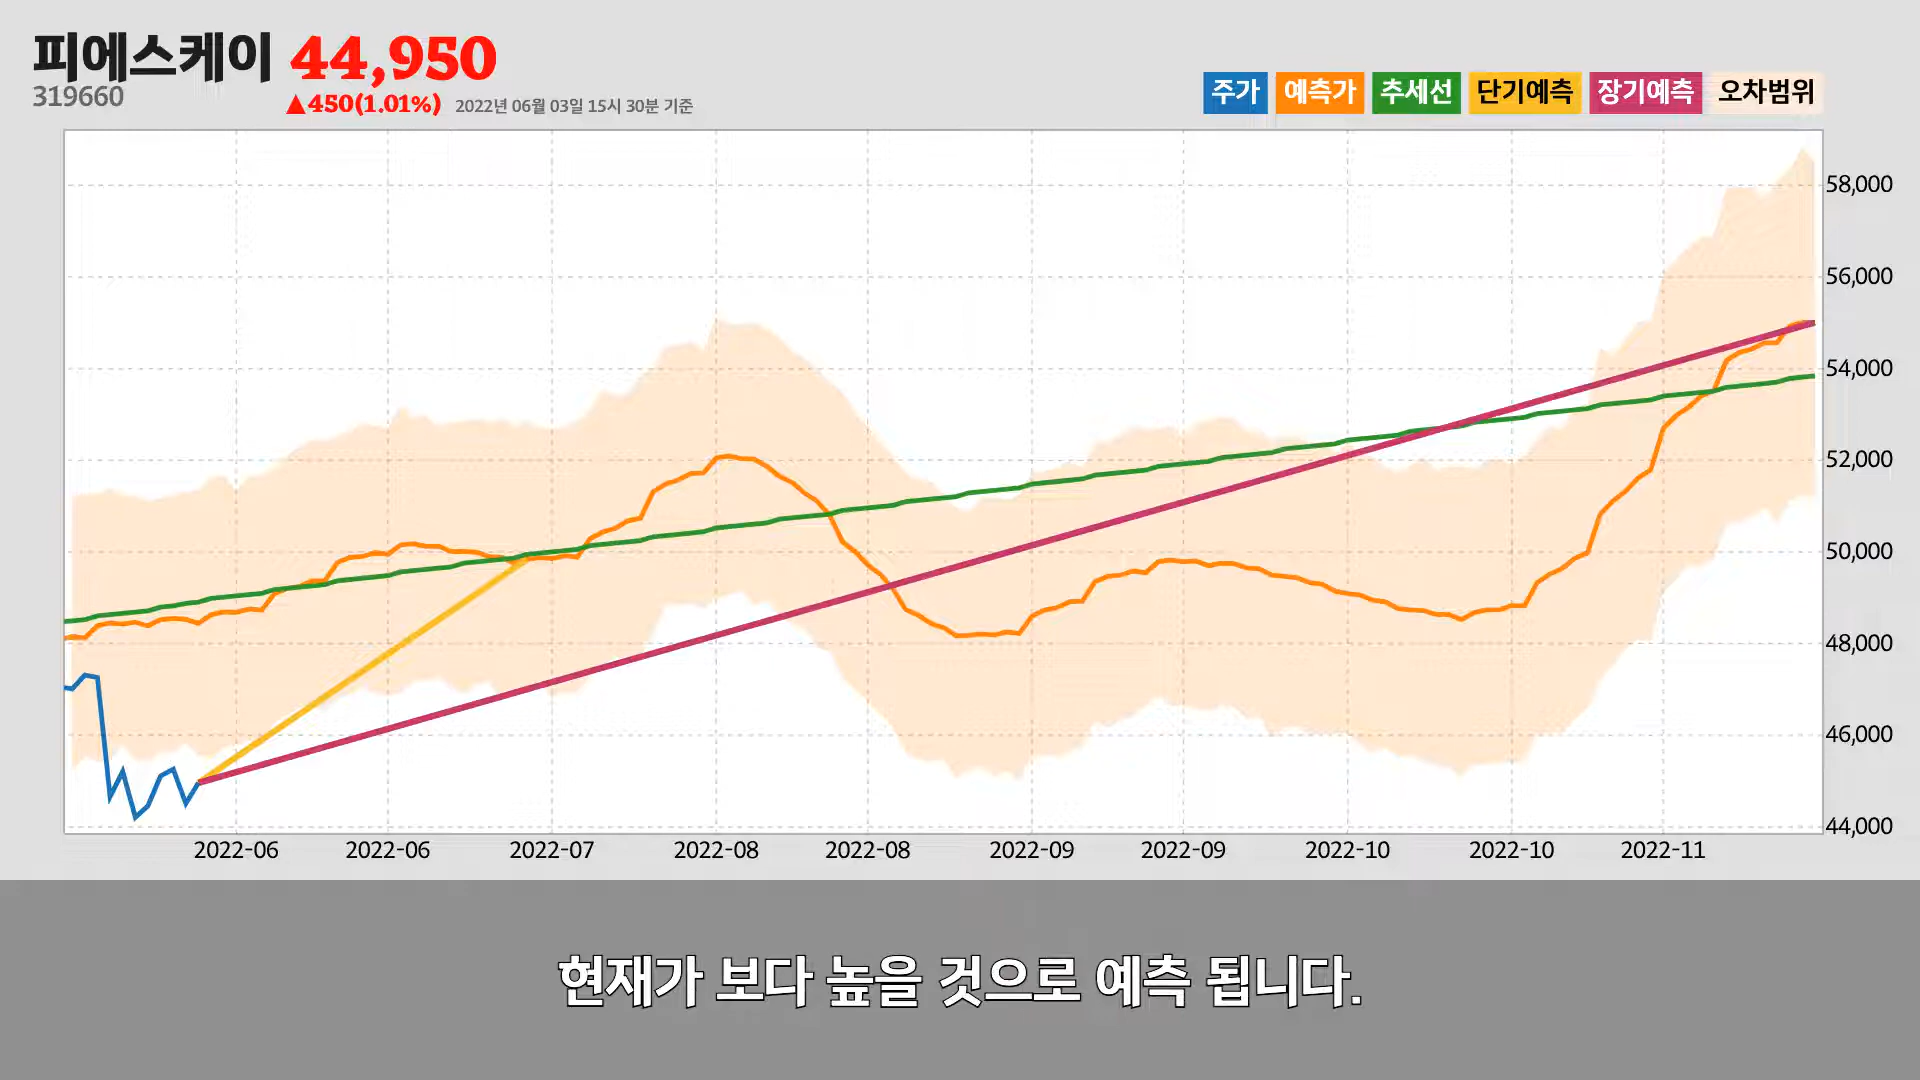 피에스케이 44,950
319660
▲450(1.01%) 2022년 06월 03일 15시 30분 기준
주가 예측가 추세선 단기예측 장기예측 오차범위
58,000
56,000
54,000
52,000
50,000
48,000
46,000
44,000
2022-06 2022-06 2022-07 2022-08 2022-08 2022-09 2022-09 2022-10 2022-10 2022-11
현재가 보다 높을 것으로 예측 됩니다.